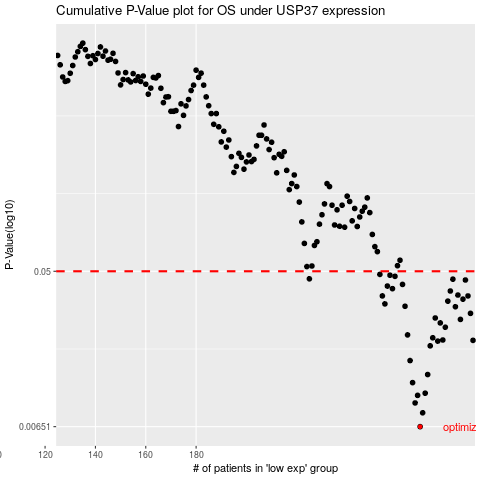 Cumulative P-Value plot for OS under USP37 expression
P-Value(log10)
0.05
0.00651
optimiz
0
120
140
160
180
# of patients in 'low exp' group